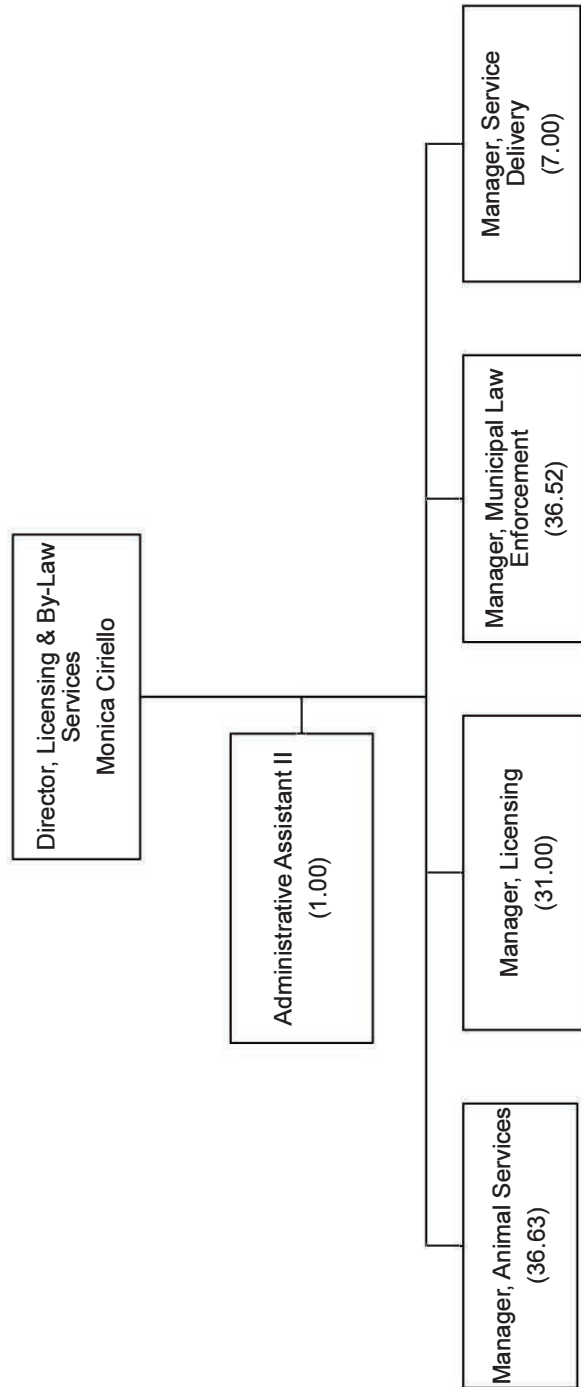 Director, Licensing & By-Law
Services
Monica Ciriello
Administrative Assistant II
(1.00)
Manager, Animal Services
(36.63)
Manager, Licensing
(31.00)
Manager, Municipal Law
Enforcement
(36.52)
Manager, Service
Delivery
(7.00)